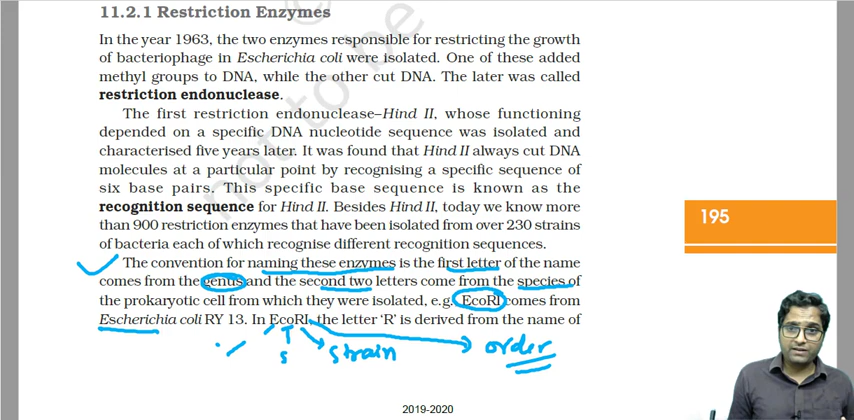 11.2.1 Restriction Enzymes
In the year 1963, the two enzymes responsible for restricting the growth
of bacteriophage in Escherichia coli were isolated. One of these added
methyl groups to DNA, while the other cut DNA. The later was called
restriction endonuclease.
The first restriction endonuclease–Hind II, whose functioning
depended on a specific DNA nucleotide sequence was isolated and
characterised five years later. It was found that Hind II always cut DNA
molecules at a particular point by recognising a specific sequence of
six base pairs. This specific base sequence is known as the
recognition sequence for Hind II. Besides Hind II, today we know more
than 900 restriction enzymes that have been isolated from over 230 strains
of bacteria each of which recognise different recognition sequences.
The convention for naming these enzymes is the first letter of the name
comes from the genus and the second two letters come from the species of
the prokaryotic cell from which they were isolated, e.g. EcoRI comes from
Escherichia coli RY 13. In EcoRI, the letter ‘R’ is derived from the name of
s strain order
2019-2020
195
not to be